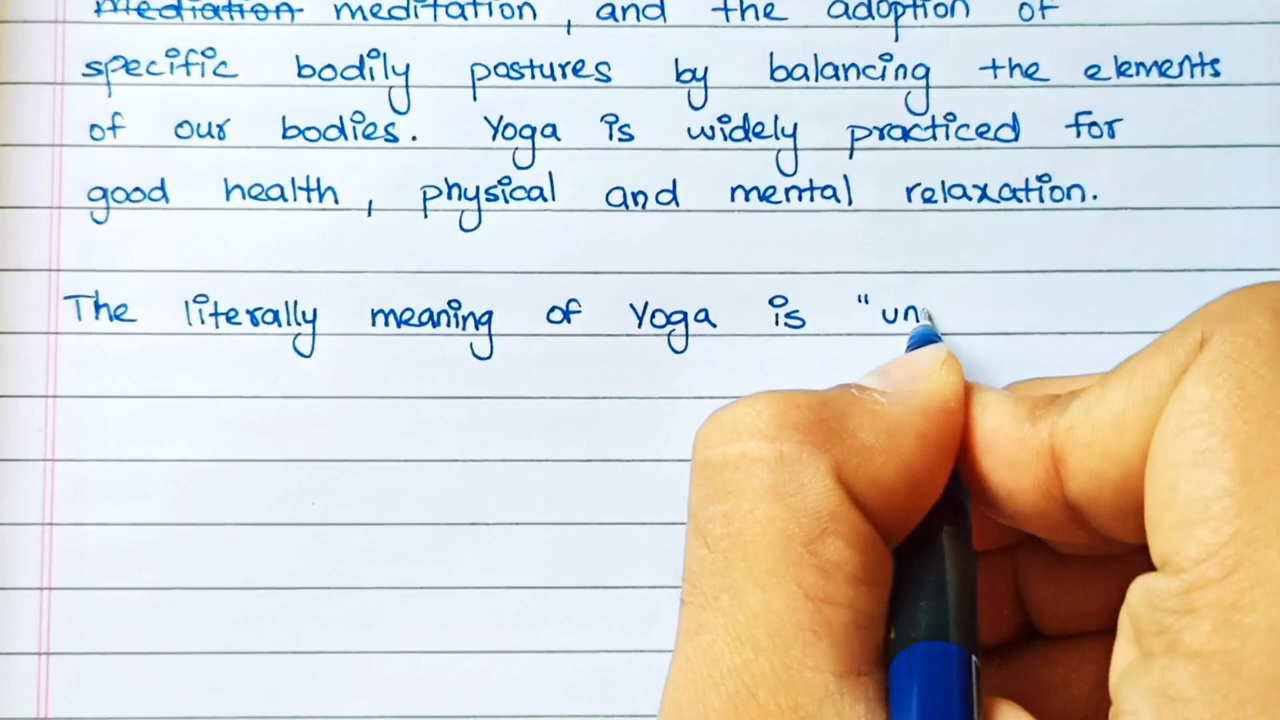 mediation meditation, and the adoption of
specific bodily postures by balancing the elements
of our bodies. Yoga is widely practiced for
good health, physical and mental relaxation.
The literally meaning of Yoga is "un